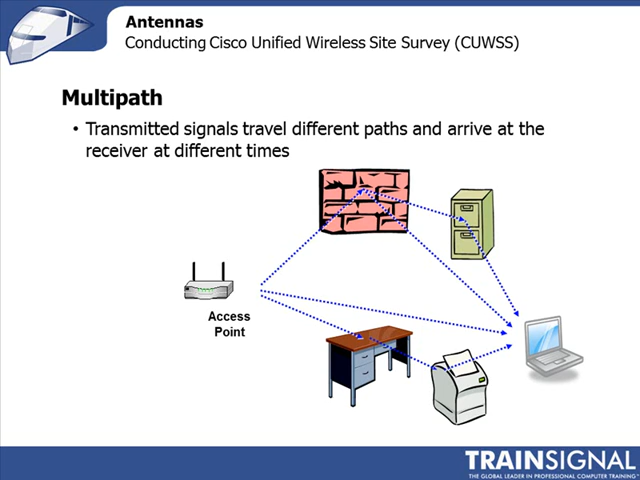 Antennas
Conducting Cisco Unified Wireless Site Survey (CUWSS)
Multipath
• Transmitted signals travel different paths and arrive at the
receiver at different times
Access
Point
TRAINSIGNAL
THE GLOBAL LEADER IN PROFESSIONAL COMPUTER TRAINING